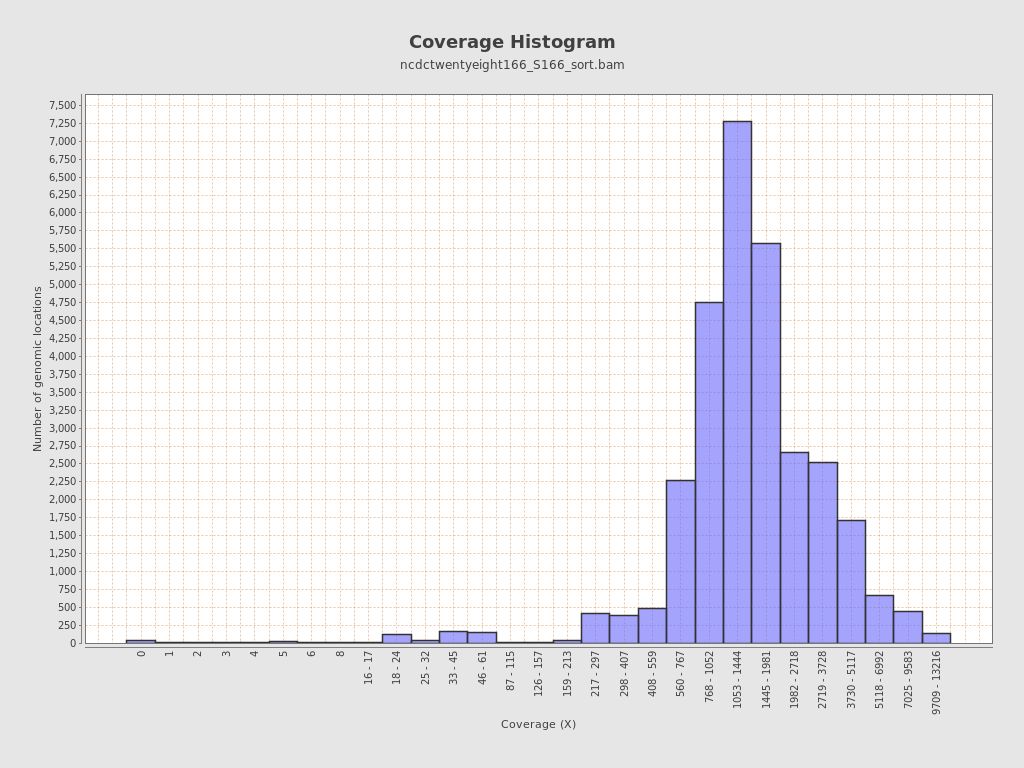 Coverage Histogram
ncdctwentyeight166_S166_sort.bam
Number of genomic locations
7,500
7,250
7,000
6,750
6,500
6,250
6,000
5,750
5,500
5,250
5,000
4,750
4,500
4,250
4,000
3,750
3,500
3,250
3,000
2,750
2,500
2,250
2,000
1,750
1,500
1,250
1,000
750
500
250
0
0
1
2
3
4
5
6
8
16 - 17
18 - 24
25 - 32
33 - 45
46 - 61
87 - 115
126 - 157
159 - 213
217 - 297
298 - 407
408 - 559
560 - 767
768 - 1052
1053 - 1444
1445 - 1981
1982 - 2718
2719 - 3728
3730 - 5117
5118 - 6992
7025 - 9583
9709 - 13216
Coverage (X)